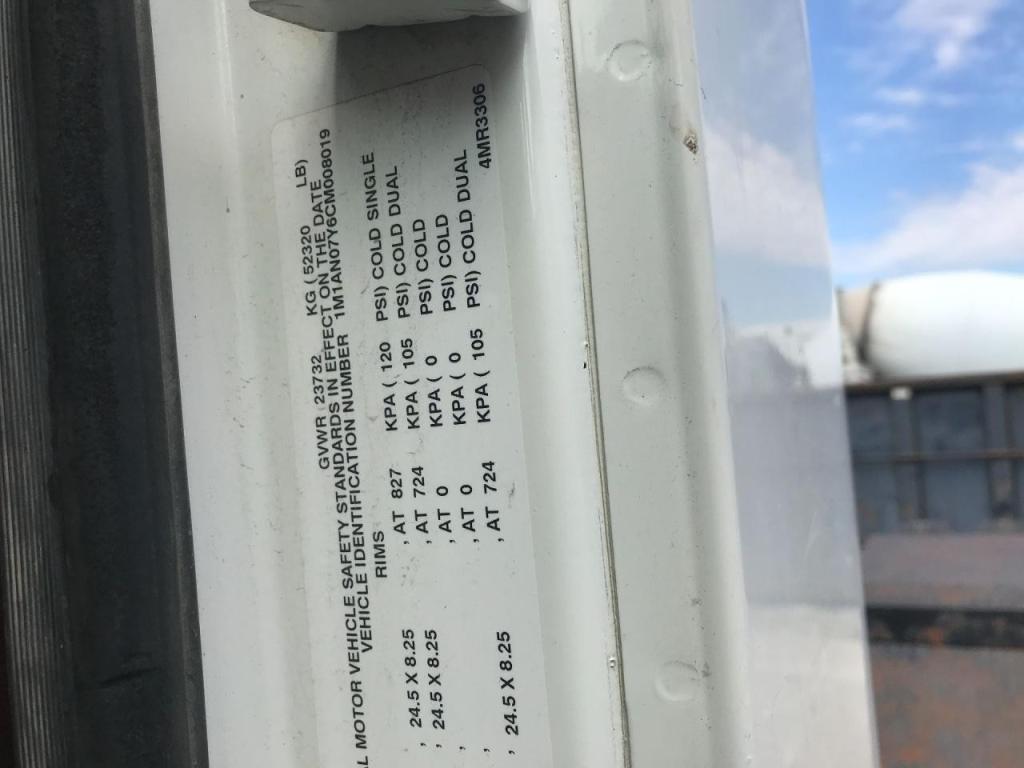 GVWR 23732 KG ( 52320 LB)
MOTOR VEHICLE SAFETY STANDARDS IN EFFECT ON THE DATE
VEHICLE IDENTIFICATION NUMBER 1M1AN07Y6CM008019
RIMS
, 24.5 X 8.25 , AT 827 KPA ( 120 PSI) COLD SINGLE
, 24.5 X 8.25 , AT 724 KPA ( 105 PSI) COLD DUAL
, , AT 0 KPA ( 0 PSI) COLD
, , AT 0 KPA ( 0 PSI) COLD
, 24.5 X 8.25 , AT 724 KPA ( 105 PSI) COLD DUAL
4MR3306